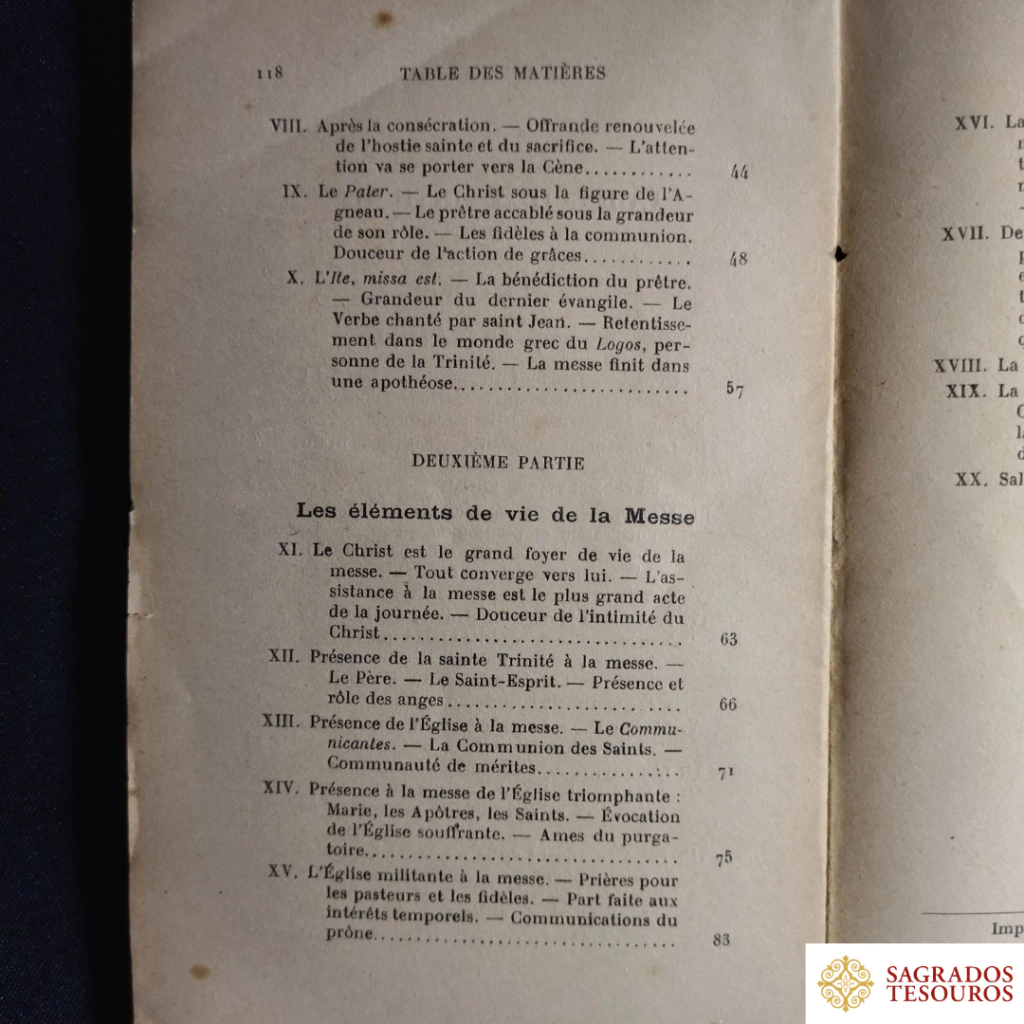 118 TABLE DES MATIÈRES
VIII. Après la consécration. — Offrande renouvelée
de l'hostie sainte et du sacrifice. — L'atten-
tion va se porter vers la Cène............ 44
IX. Le Pater. — Le Christ sous la figure de l'A-
gneau. — Le prêtre accablé sous la grandeur
de son rôle. — Les fidèles à la communion.
Douceur de l'action de grâces............ 48
X. L'Ite, missa est. — La bénédiction du prêtre.
— Grandeur du dernier évangile. — Le
Verbe chanté par saint Jean. — Retentisse-
ment dans le monde grec du Logos, per-
sonne de la Trinité. — La messe finit dans
une apothéose.......................... 57
DEUXIÈME PARTIE
Les éléments de vie de la Messe
XI. Le Christ est le grand foyer de vie de la
messe. — Tout converge vers lui. — L'as-
sistance à la messe est le plus grand acte
de la journée. — Douceur de l'intimité du
Christ................................. 63
XII. Présence de la sainte Trinité à la messe. —
Le Père. — Le Saint-Esprit. — Présence et
rôle des anges.......................... 66
XIII. Présence de l'Église à la messe. — Le Commu-
nicantes. — La Communion des Saints. —
Communauté de mérites................ 71
XIV. Présence à la messe de l'Église triomphante :
Marie, les Apôtres, les Saints. — Évocation
de l'Église souffrante. — Ames du purga-
toire................................... 75
XV. L'Église militante à la messe. — Prières pour
les pasteurs et les fidèles. — Part faite aux
intérêts temporels. — Communications du
prône.................................. 83
XVI. La
XVII. De
XVIII. La
XIX. La
XX. Sal
Imp
SAGRADOS
TESOUROS